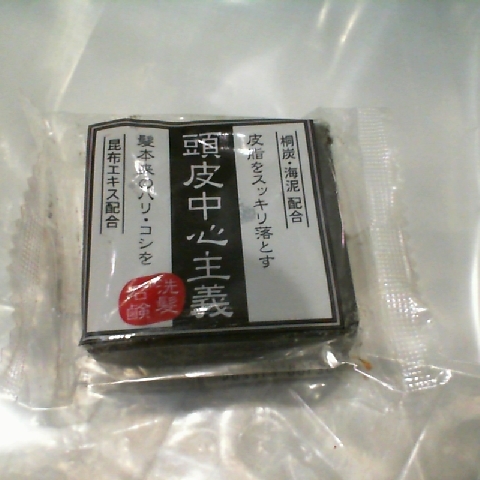 桐炭・海泥 配合
皮脂をスッキリ落とす
頭皮中心主義
髪本来のハリ・コシを
昆布エキス配合
洗髪
石鹸